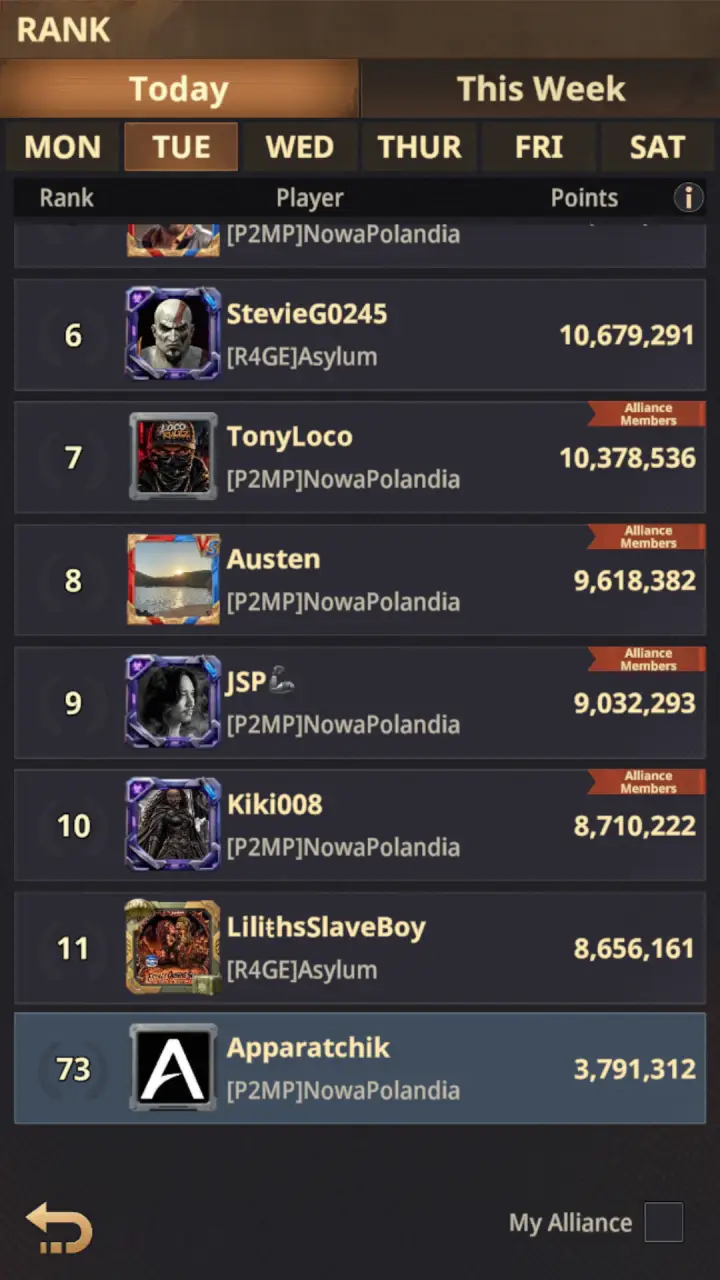 RANK
Today
This Week
MON
TUE
WED
THUR
FRI
SAT
Rank
Player
Points
i
[P2MP]NowaPolandia
6
StevieG0245
[R4GE]Asylum
10,679,291
Alliance
Members
7
LOCO
TonyLoco
[P2MP]NowaPolandia
10,378,536
Alliance
Members
8
VS
Austen
[P2MP]NowaPolandia
9,618,382
Alliance
Members
9
JSP🦾
[P2MP]NowaPolandia
9,032,293
Alliance
Members
10
Kiki008
[P2MP]NowaPolandia
8,710,222
11
LiliŧhsSlaveBoy
[R4GE]Asylum
8,656,161
73
A
Apparatchik
[P2MP]NowaPolandia
3,791,312
My Alliance